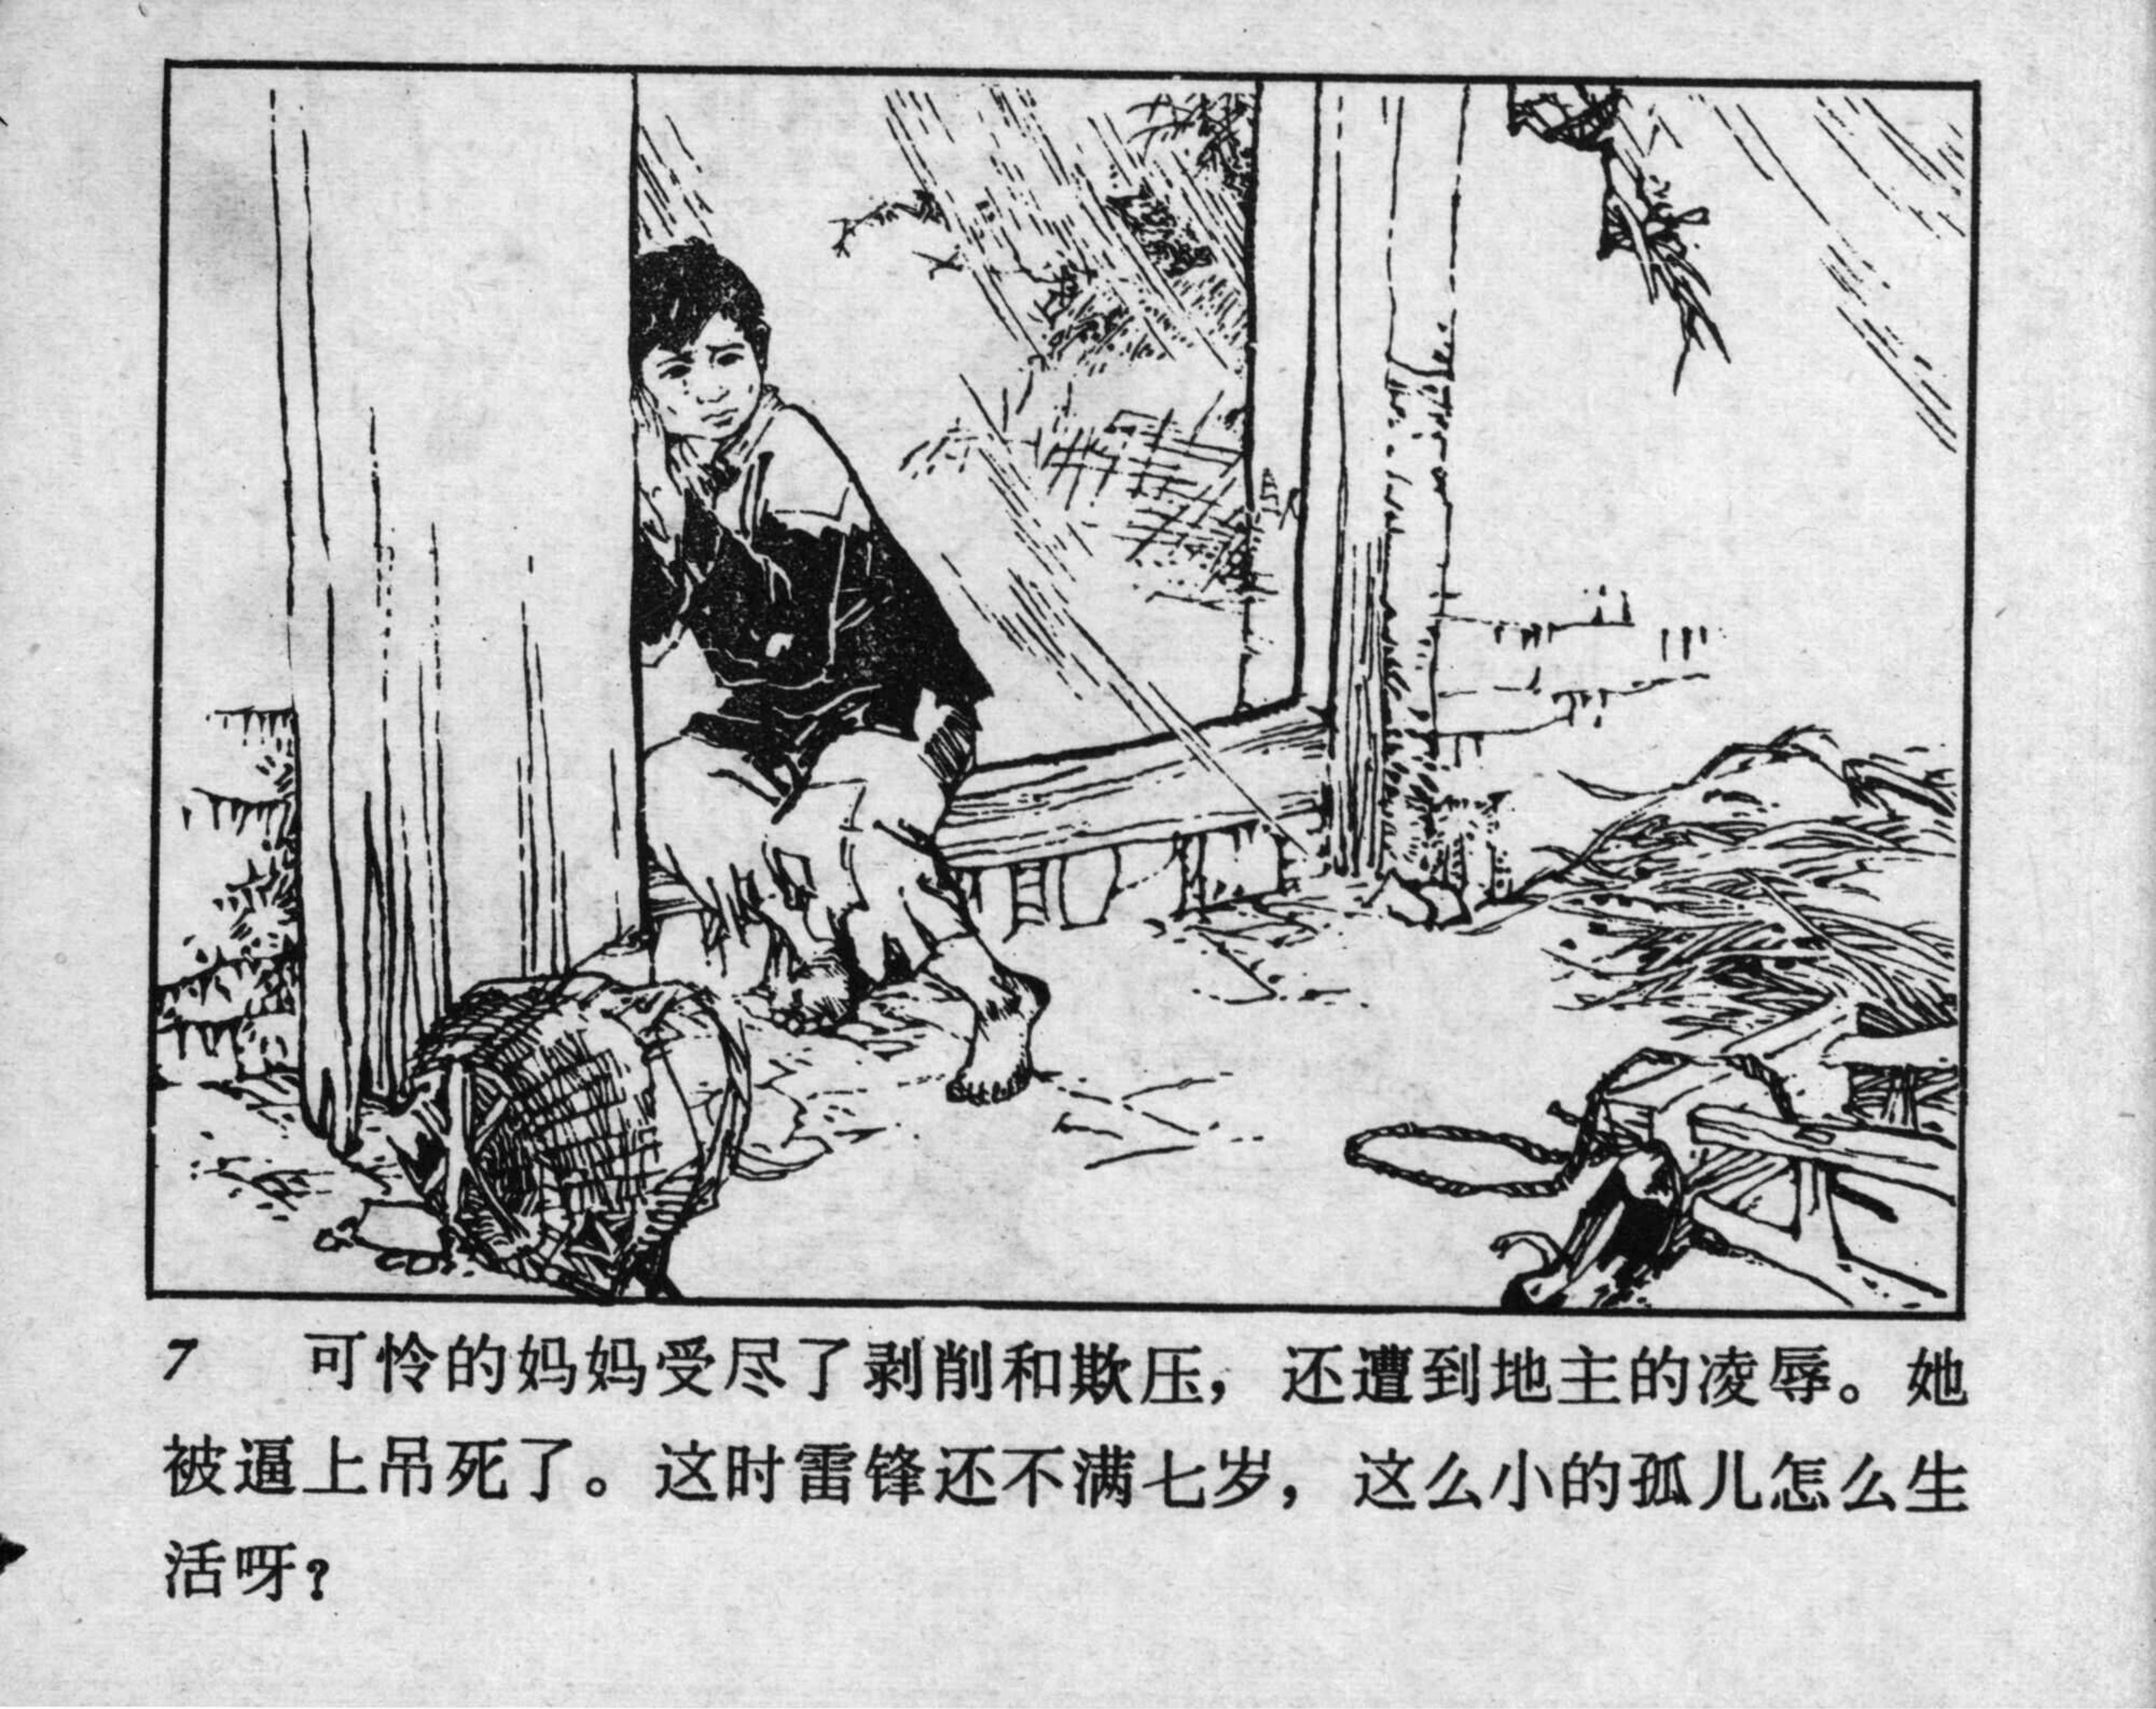 7 可怜的妈妈受尽了剥削和欺压，还遭到地主的凌辱。她
被逼上吊死了。这时雷锋还不满七岁，这么小的孤儿怎么生
活呀？